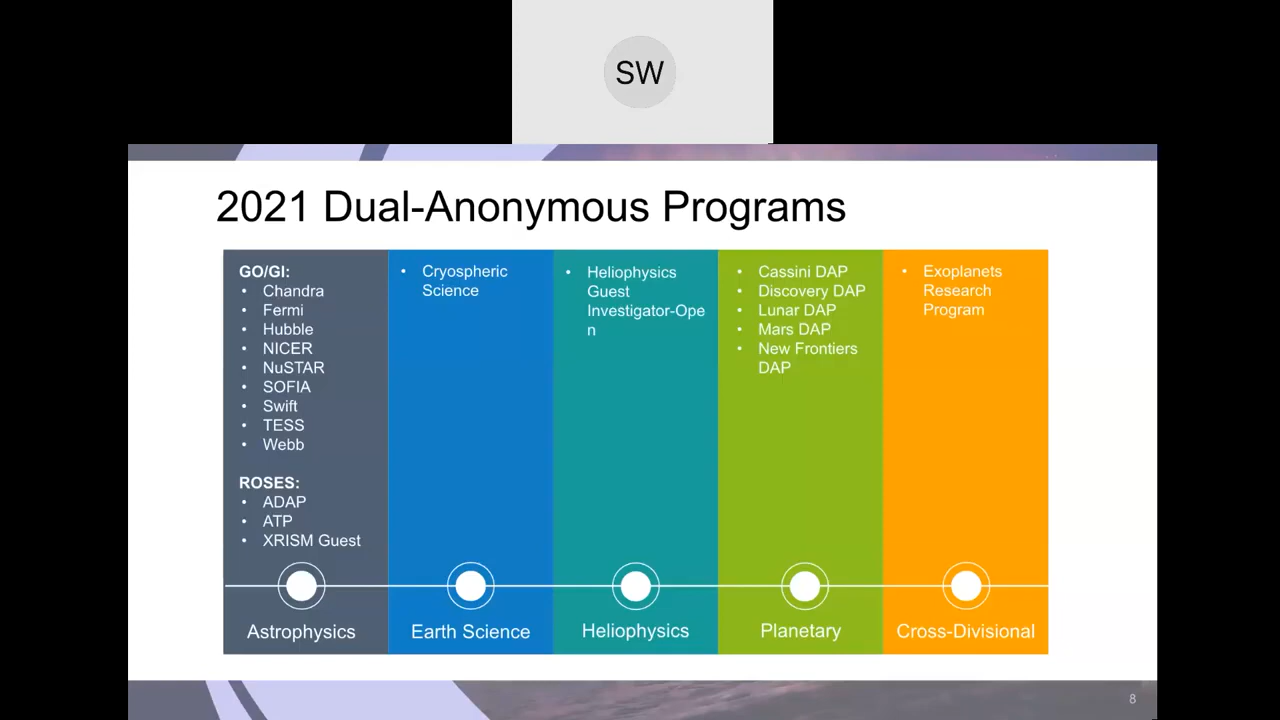 SW
2021 Dual-Anonymous Programs
GO/GI:
• Chandra
• Fermi
• Hubble
• NICER
• NuSTAR
• SOFIA
• Swift
• TESS
• Webb
ROSES:
• ADAP
• ATP
• XRISM Guest
Astrophysics
• Cryospheric
Science
Earth Science
• Heliophysics
Guest
Investigator-Ope
n
Heliophysics
• Cassini DAP
• Discovery DAP
• Lunar DAP
• Mars DAP
• New Frontiers
DAP
Planetary
• Exoplanets
Research
Program
Cross-Divisional
8